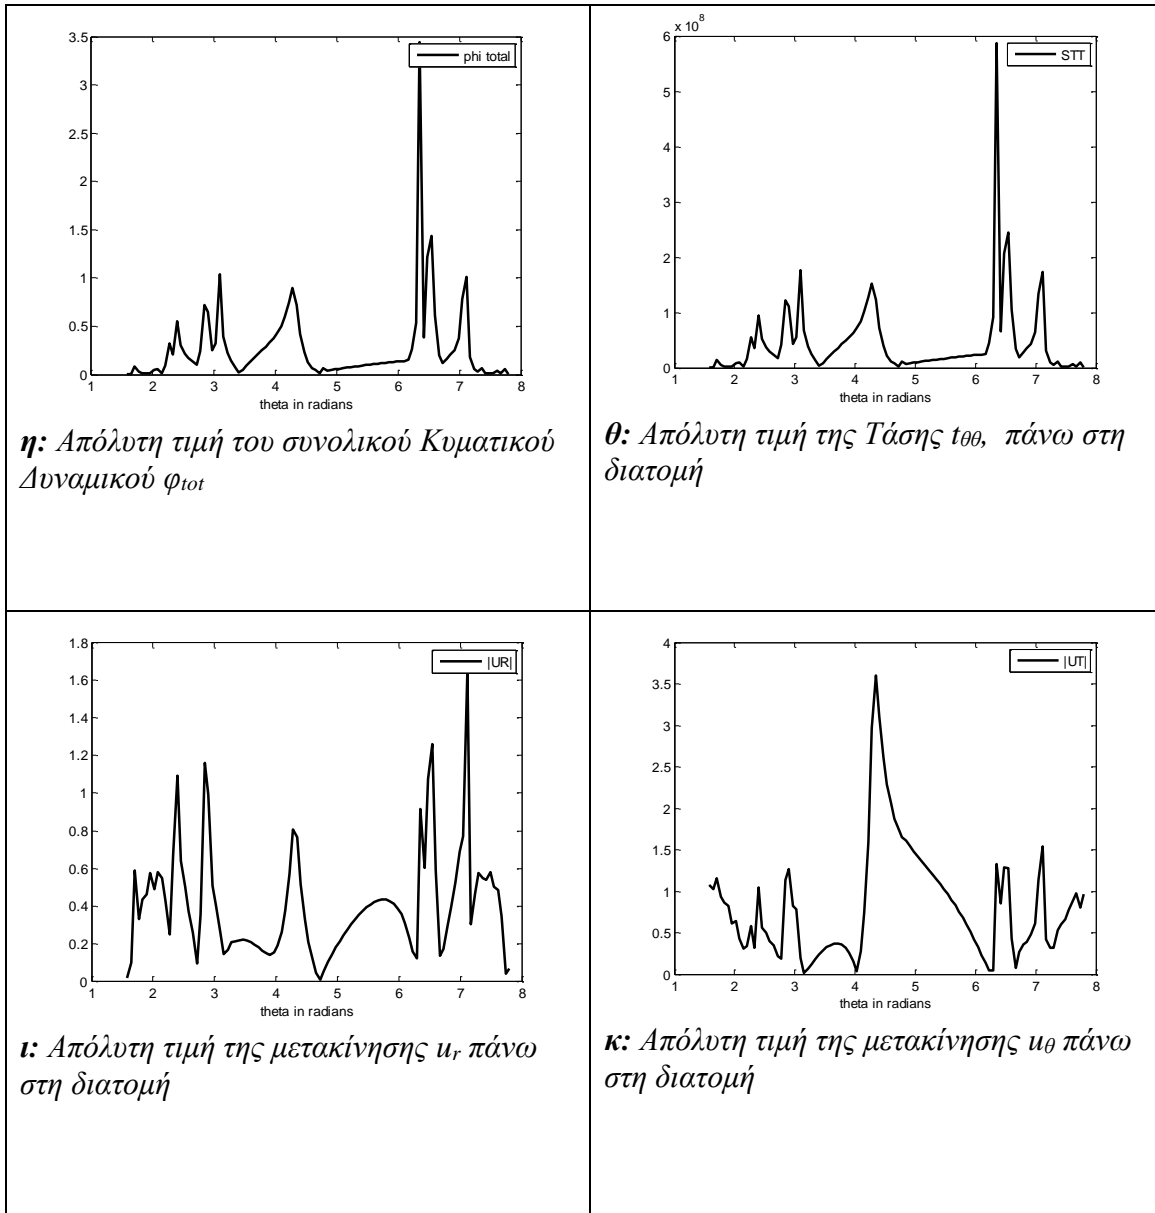 3.5
3
2.5
2
1.5
1
0.5
0
1 2 3 4 5 6 7 8
theta in radians
phi total
η: Απόλυτη τιμή του συνολικού Κυματικού
Δυναμικού φtot
x 10^8
6
5
4
3
2
1
0
1 2 3 4 5 6 7 8
theta in radians
STT
θ: Απόλυτη τιμή της Τάσης tθθ, πάνω στη
διατομή
1.8
1.6
1.4
1.2
1
0.8
0.6
0.4
0.2
0
1 2 3 4 5 6 7 8
theta in radians
|UR|
ι: Απόλυτη τιμή της μετακίνησης ur πάνω
στη διατομή
4
3.5
3
2.5
2
1.5
1
0.5
0
1 2 3 4 5 6 7 8
theta in radians
|UT|
κ: Απόλυτη τιμή της μετακίνησης uθ πάνω
στη διατομή